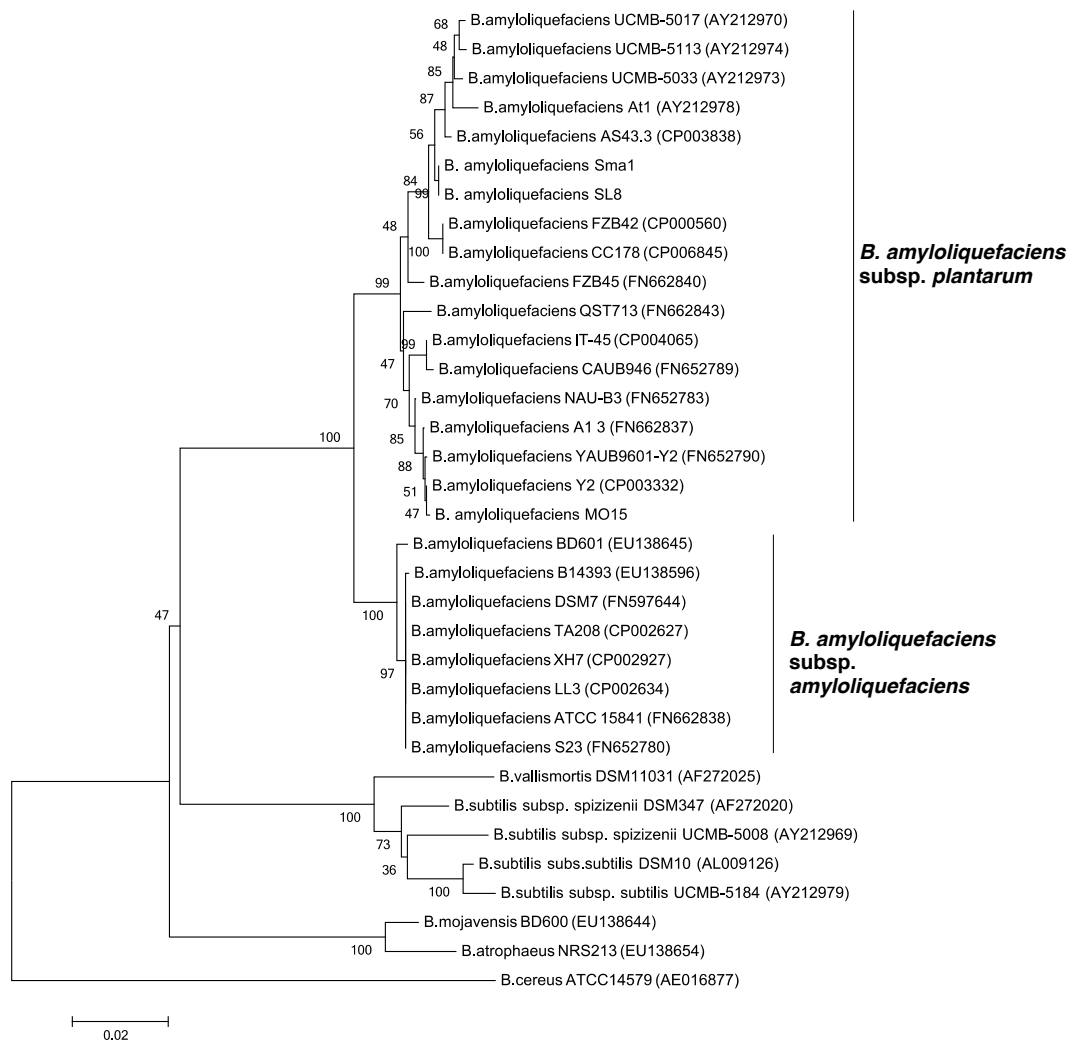 68
B.amyloliquefaciens UCMB-5017 (AY212970)
48
B.amyloliquefaciens UCMB-5113 (AY212974)
85
B.amyloliquefaciens UCMB-5033 (AY212973)
87
B.amyloliquefaciens At1 (AY212978)
56
B.amyloliquefaciens AS43.3 (CP003838)
B. amyloliquefaciens Sma1
84
99
B. amyloliquefaciens SL8
48
B.amyloliquefaciens FZB42 (CP000560)
100
B.amyloliquefaciens CC178 (CP006845)
99
B.amyloliquefaciens FZB45 (FN662840)
B.amyloliquefaciens QST713 (FN662843)
99
B.amyloliquefaciens IT-45 (CP004065)
47
B.amyloliquefaciens CAUB946 (FN652789)
70
B.amyloliquefaciens NAU-B3 (FN652783)
85
B.amyloliquefaciens A1 3 (FN662837)
88
B.amyloliquefaciens YAUB9601-Y2 (FN652790)
51
B.amyloliquefaciens Y2 (CP003332)
47
B. amyloliquefaciens MO15
B. amyloliquefaciens
subsp. plantarum
100
B.amyloliquefaciens BD601 (EU138645)
B.amyloliquefaciens B14393 (EU138596)
B.amyloliquefaciens DSM7 (FN597644)
100
B.amyloliquefaciens TA208 (CP002627)
B.amyloliquefaciens XH7 (CP002927)
97
B.amyloliquefaciens LL3 (CP002634)
B.amyloliquefaciens ATCC 15841 (FN662838)
B.amyloliquefaciens S23 (FN652780)
B. amyloliquefaciens
subsp.
amyloliquefaciens
47
B.vallismortis DSM11031 (AF272025)
100
B.subtilis subsp. spizizenii DSM347 (AF272020)
73
B.subtilis subsp. spizizenii UCMB-5008 (AY212969)
36
B.subtilis subs.subtilis DSM10 (AL009126)
100
B.subtilis subsp. subtilis UCMB-5184 (AY212979)
B.mojavensis BD600 (EU138644)
100
B.atrophaeus NRS213 (EU138654)
B.cereus ATCC14579 (AE016877)
0.02